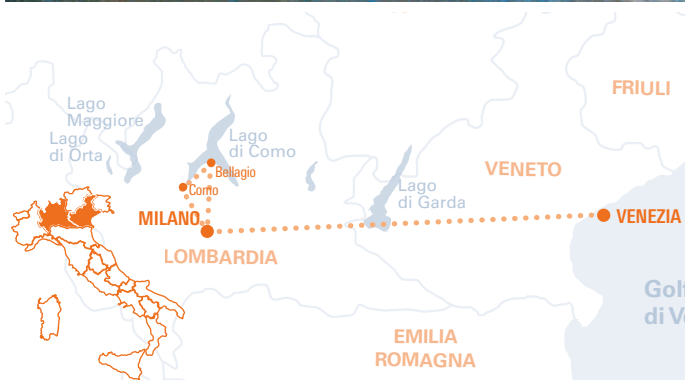 Lago
Maggiore
Lago
di Orta
Lago
di Como
Bellagio
Como
MILANO
LOMBARDIA
Lago
di Garda
VENETO
FRIULI
VENEZIA
EMILIA
ROMAGNA
Golf
di V